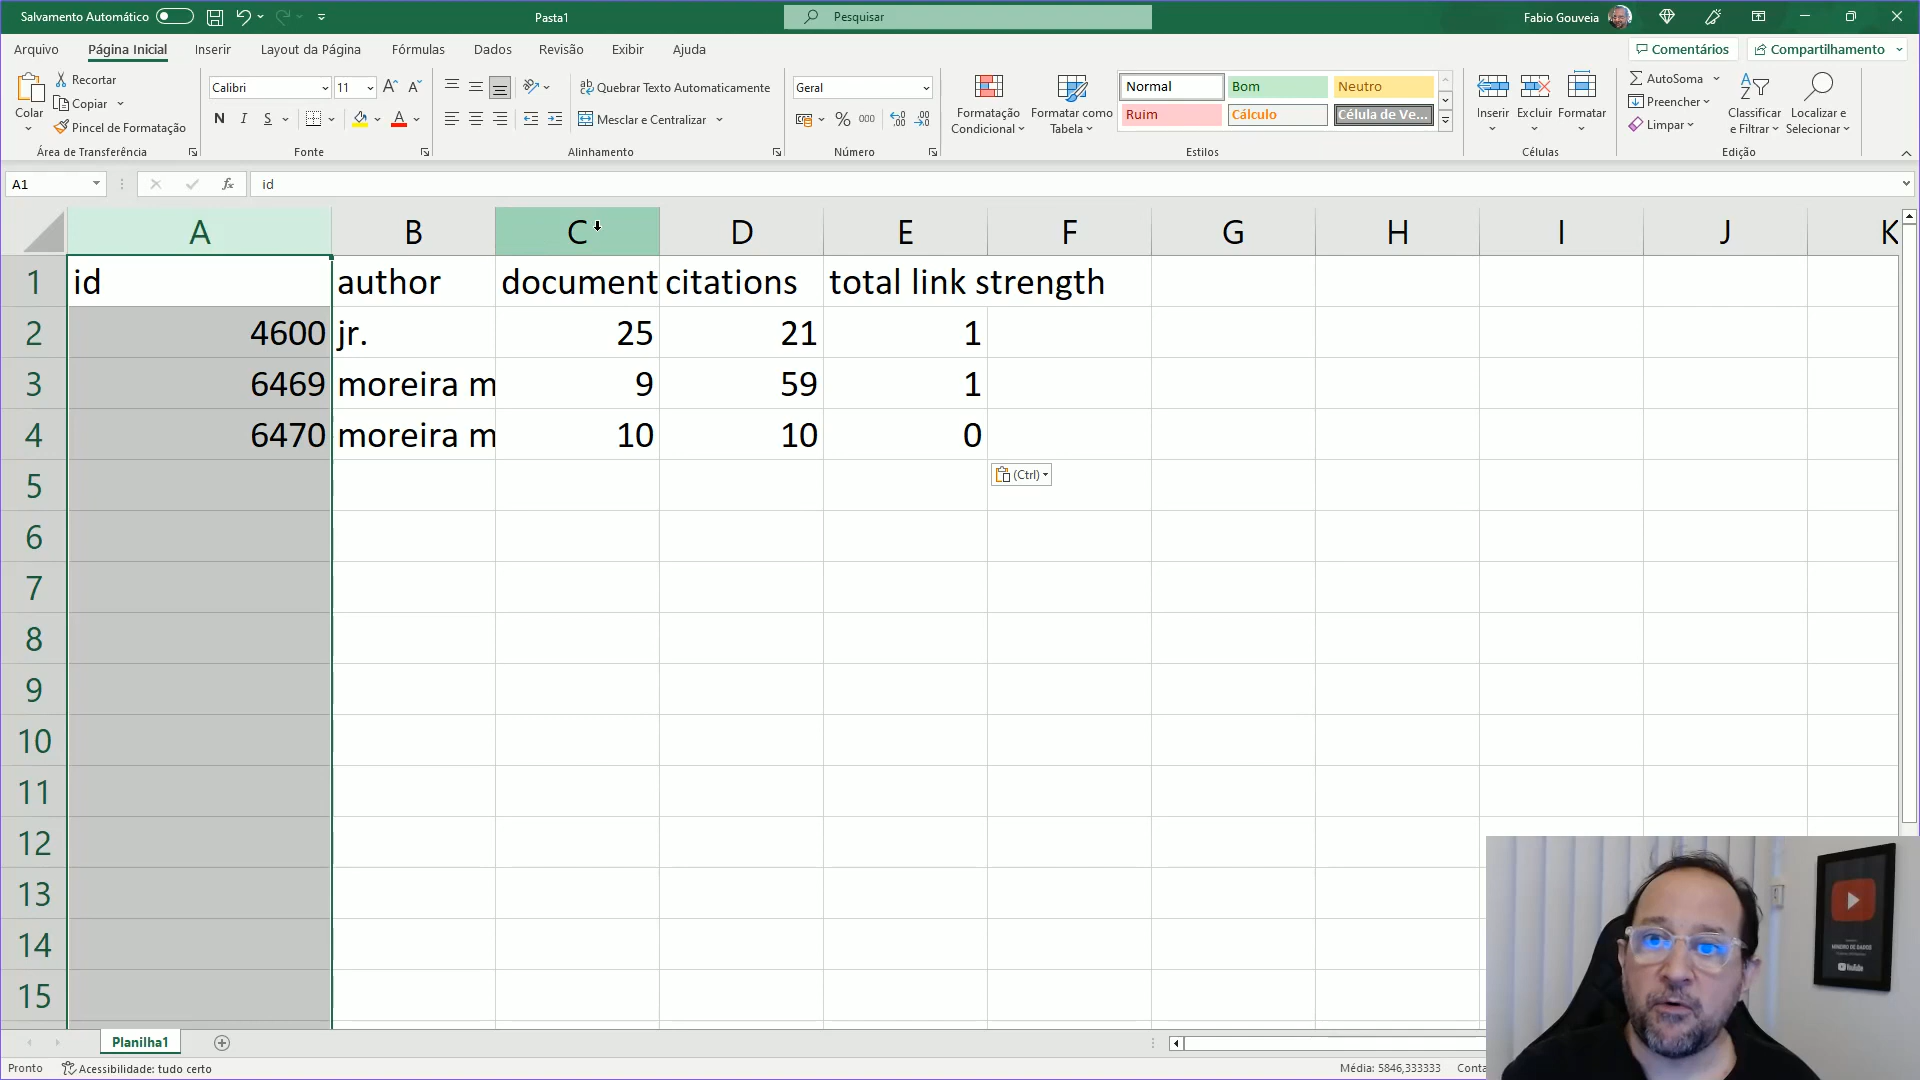 Salvamento Automático
Pasta1
Pesquisar
Fabio Gouveia
Arquivo Página Inicial Inserir Layout da Página Fórmulas Dados Revisão Exibir Ajuda
Comentários
Compartilhamento
Colar
Recortar
Copiar
Pincel de Formatação
Área de Transferência
Calibri 11
N I S
Fonte
Quebrar Texto Automaticamente
Mesclar e Centralizar
Alinhamento
Geral
% 000
Número
Formatação Condicional
Formatar como Tabela
Normal Bom Neutro
Ruim Cálculo Célula de Ve...
Estilos
Inserir Excluir Formatar
Células
AutoSoma
Preencher
Limpar
Classificar e Filtrar
Localizar e Selecionar
Edição
A1 fx id
A B C D E F G H I J K
1 id author document citations total link strength
2 4600 jr. 25 21 1
3 6469 moreira m 9 59 1
4 6470 moreira m 10 10 0
(Ctrl)
5
6
7
8
9
10
11
12
13
14
15
Planilha1
Pronto
Acessibilidade: tudo certo
Média: 5846,333333
YouTube